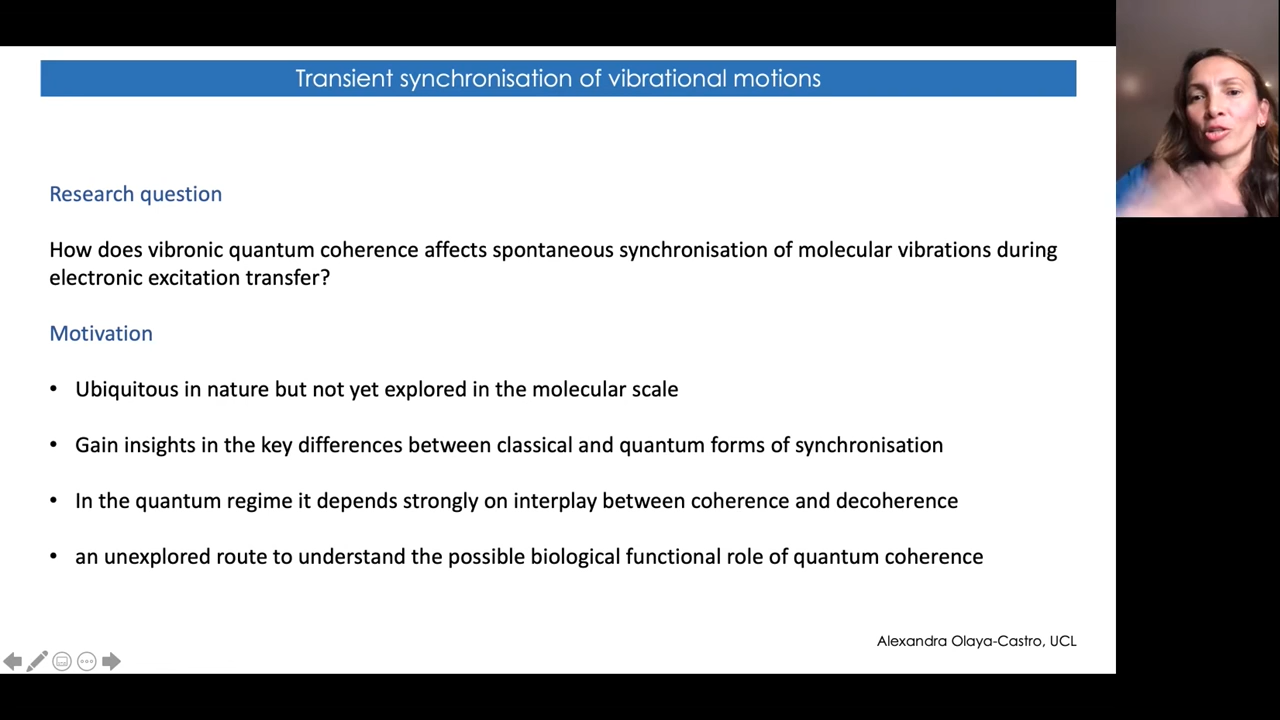 Transient synchronisation of vibrational motions
Research question
How does vibronic quantum coherence affects spontaneous synchronisation of molecular vibrations during
electronic excitation transfer?
Motivation
• Ubiquitous in nature but not yet explored in the molecular scale
• Gain insights in the key differences between classical and quantum forms of synchronisation
• In the quantum regime it depends strongly on interplay between coherence and decoherence
• an unexplored route to understand the possible biological functional role of quantum coherence
Alexandra Olaya-Castro, UCL